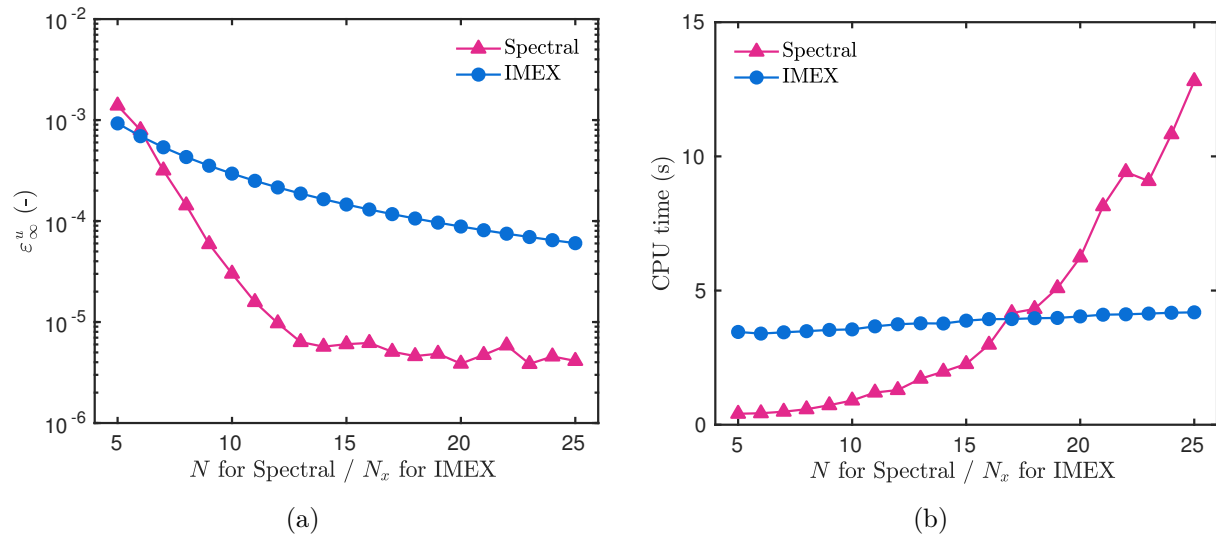 10⁻²
10⁻³
10⁻⁴
10⁻⁵
10⁻⁶
ε∞ᵘ (-)
Spectral
IMEX
5 10 15 20 25
N for Spectral / Nₓ for IMEX
(a)
15
10
5
0
CPU time (s)
Spectral
IMEX
5 10 15 20 25
N for Spectral / Nₓ for IMEX
(b)